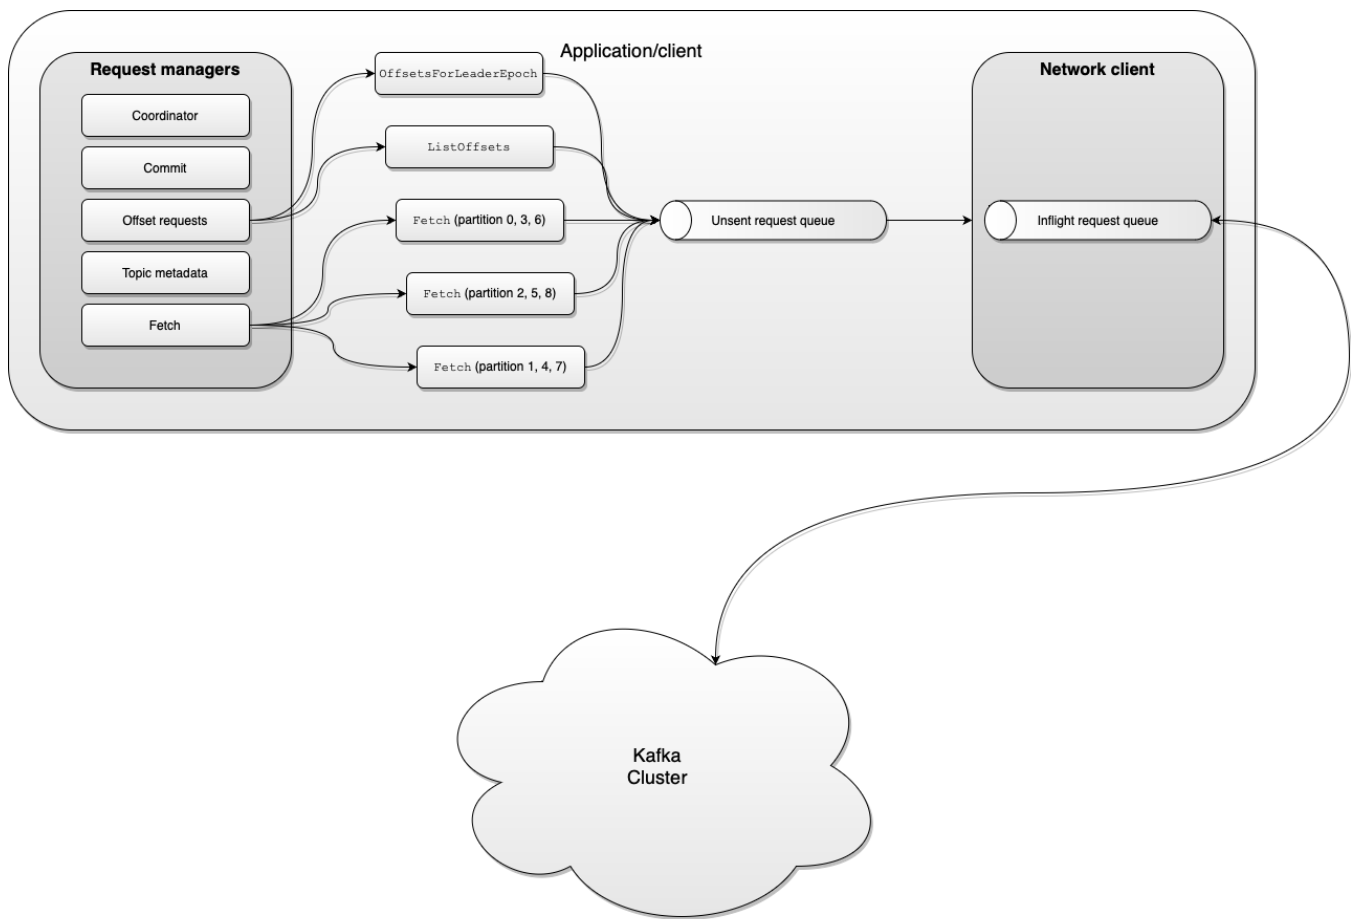 Application/client
Request managers
Coordinator
Commit
Offset requests
Topic metadata
Fetch
OffsetsForLeaderEpoch
ListOffsets
Fetch (partition 0, 3, 6)
Fetch (partition 2, 5, 8)
Fetch (partition 1, 4, 7)
Unsent request queue
Network client
Inflight request queue
Kafka
Cluster